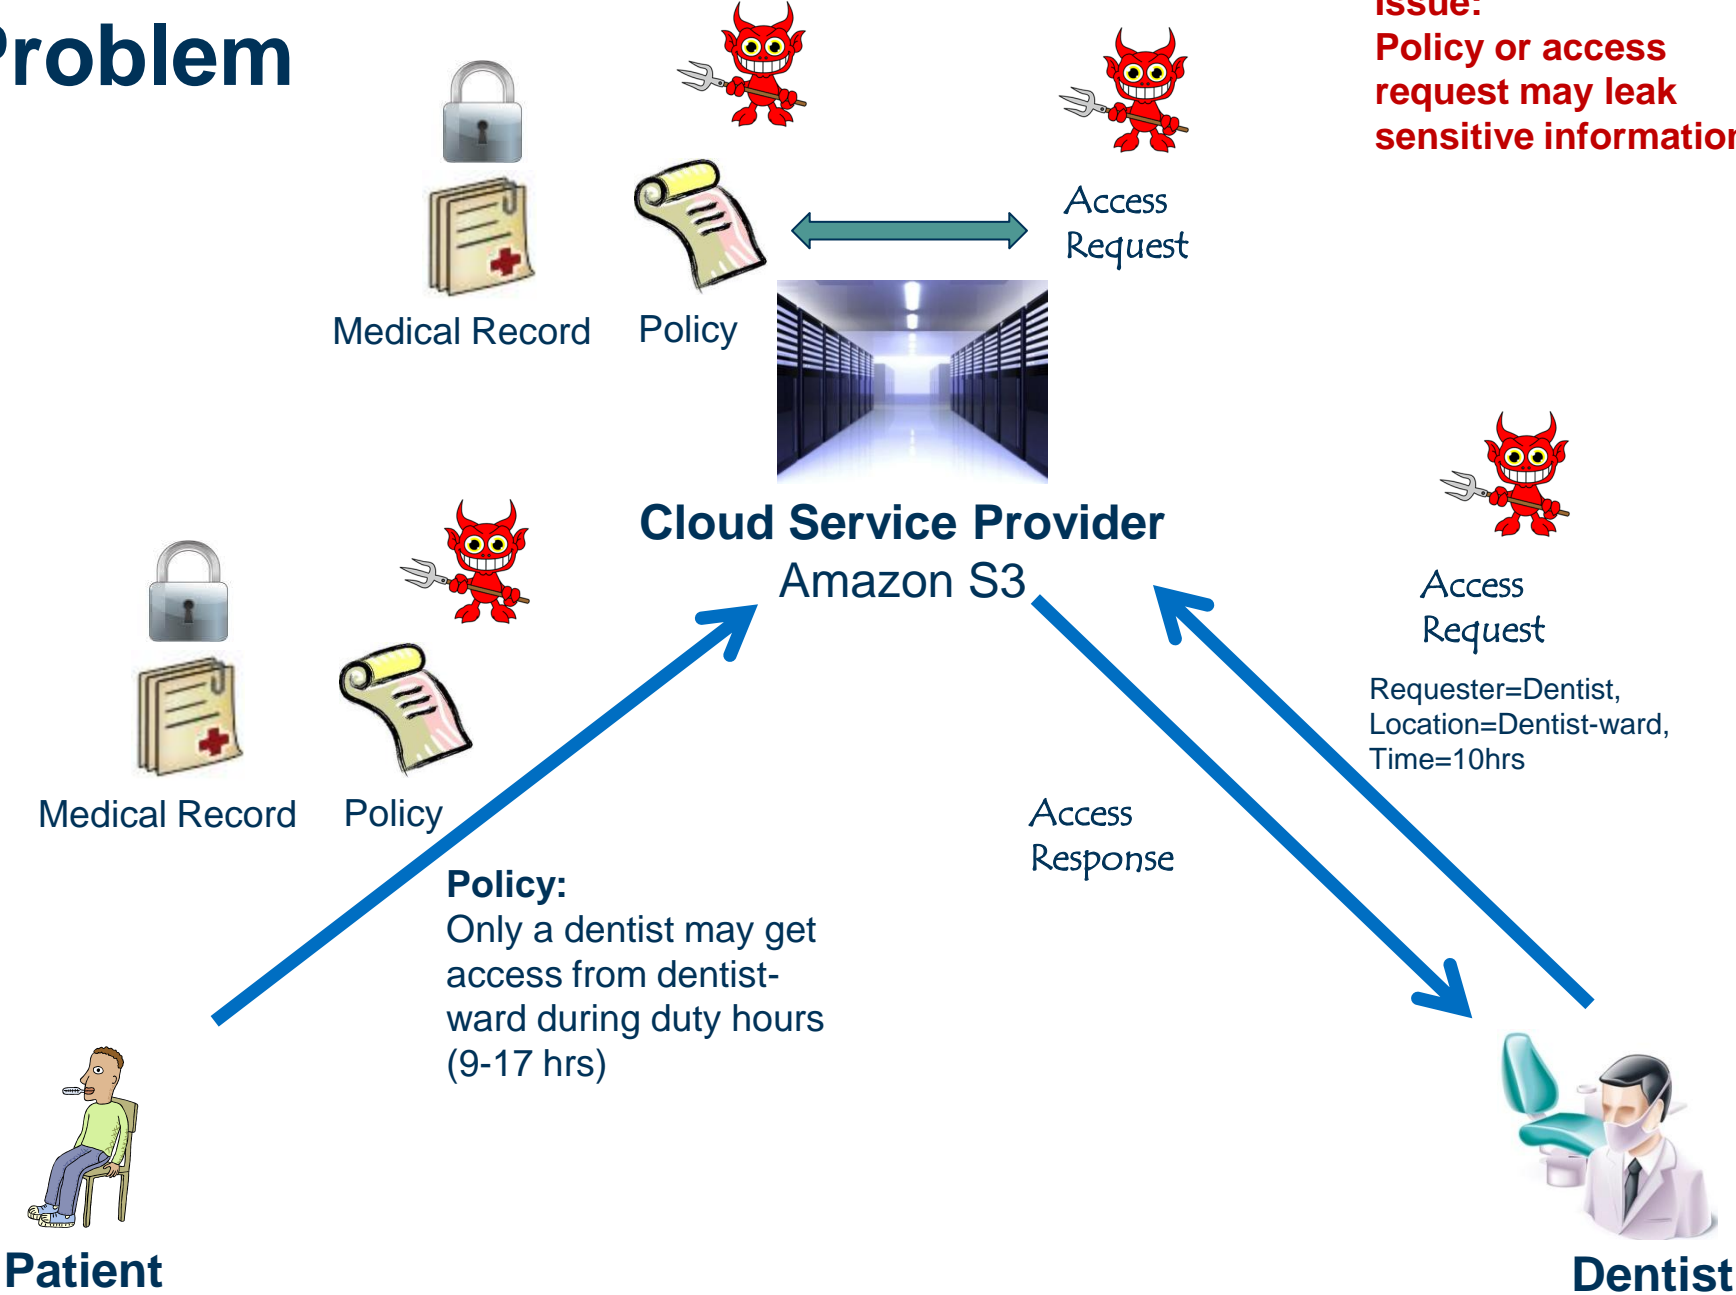 Problem
Issue:
Policy or access
request may leak
sensitive information
Access
Request
Medical Record
Policy
Cloud Service Provider
Amazon S3
Access
Request
Requester=Dentist,
Location=Dentist-ward,
Time=10hrs
Medical Record
Policy
Access
Response
Policy:
Only a dentist may get
access from dentist-
ward during duty hours
(9-17 hrs)
Patient
Dentist